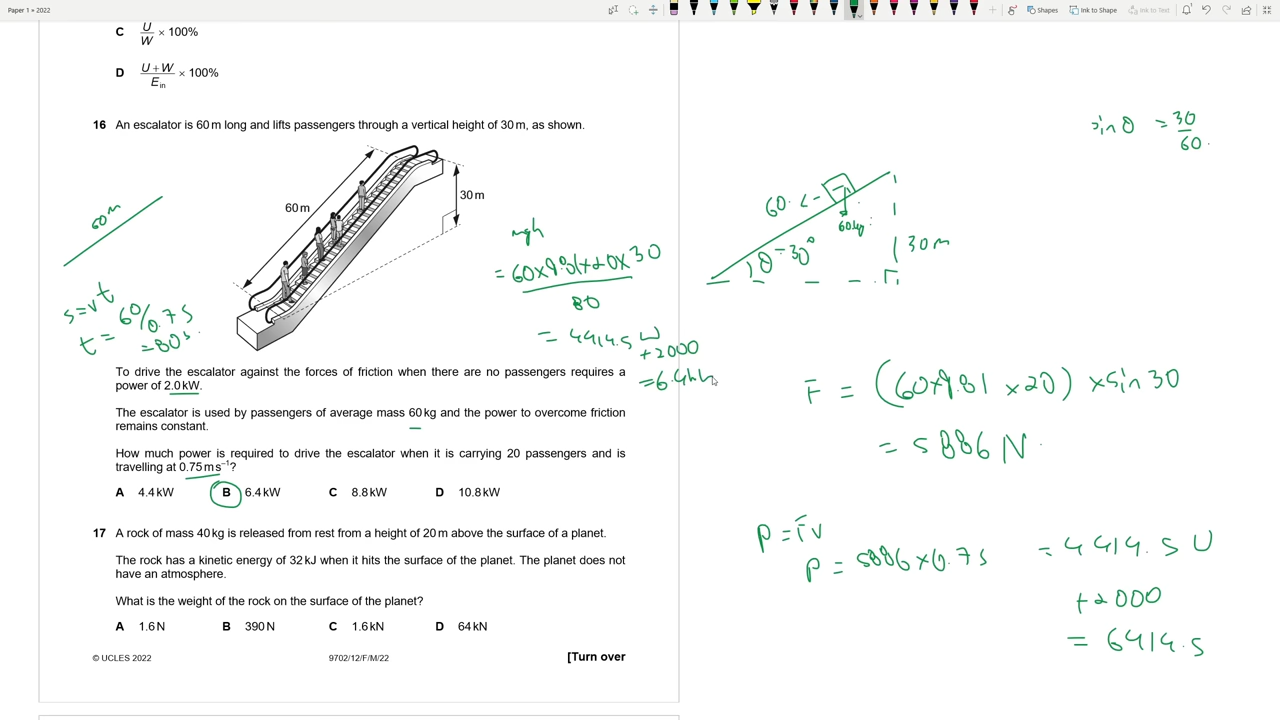 Paper 1 » 2022
Shapes
Ink to Shape
Ink to Text
C U/W × 100%
D U + W/Ein × 100%
16 An escalator is 60 m long and lifts passengers through a vertical height of 30 m, as shown.
60 m
30 m
60m
s = vt
t = 60/0.75
= 80s.
mgh
= 60×9.81×20×30
80
= 4414.5 W
+2000
= 6.4kW
sin θ = 30/60.
60.
60kg
θ = 30°
30m
F = (60×9.81 × 20) × sin 30
= 5886 N.
P = Fv
P = 5886 × 0.75
= 4414.5 W
+2000
= 6414.5
To drive the escalator against the forces of friction when there are no passengers requires a
power of 2.0 kW.
The escalator is used by passengers of average mass 60 kg and the power to overcome friction
remains constant.
How much power is required to drive the escalator when it is carrying 20 passengers and is
travelling at 0.75 m s⁻¹?
A 4.4 kW B 6.4 kW C 8.8 kW D 10.8 kW
17 A rock of mass 40 kg is released from rest from a height of 20 m above the surface of a planet.
The rock has a kinetic energy of 32 kJ when it hits the surface of the planet. The planet does not
have an atmosphere.
What is the weight of the rock on the surface of the planet?
A 1.6 N B 390 N C 1.6 kN D 64 kN
© UCLES 2022 9702/12/F/M/22 [Turn over